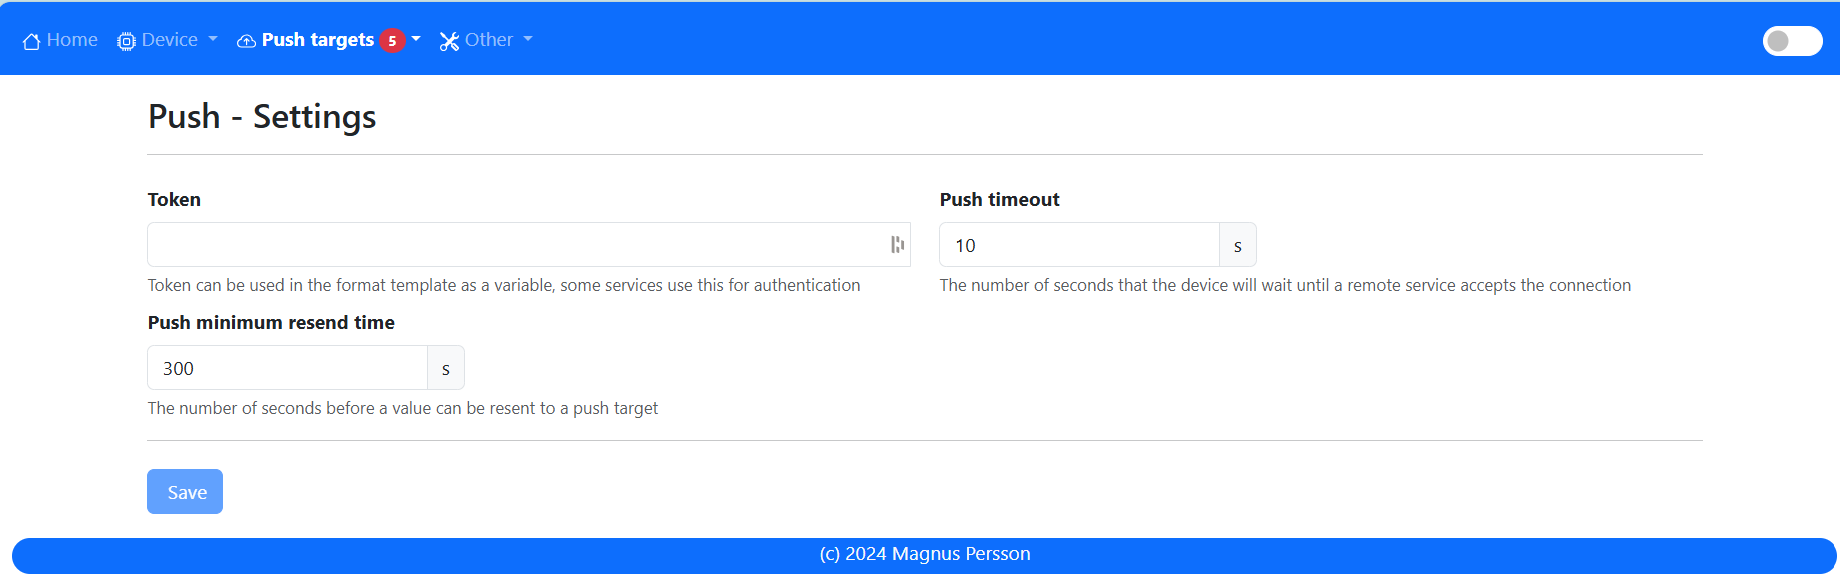 Home Device Push targets 5 Other
Push - Settings
Token
Push timeout
10 s
Token can be used in the format template as a variable, some services use this for authentication
The number of seconds that the device will wait until a remote service accepts the connection
Push minimum resend time
300 s
The number of seconds before a value can be resent to a push target
Save
(c) 2024 Magnus Persson